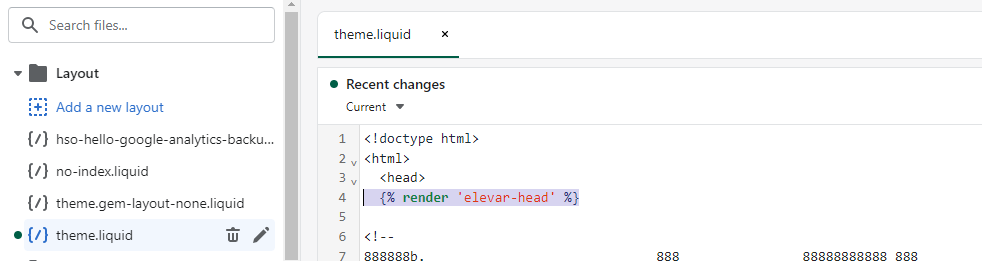 Search files...
Layout
Add a new layout
hso-hello-google-analytics-backu...
no-index.liquid
theme.gem-layout-none.liquid
theme.liquid
theme.liquid ×
Recent changes
Current
1 <!doctype html>
2 <html>
3 <head>
4 {% render 'elevar-head' %}
5
6 <!--
7 888888b. 888 88888888888 888